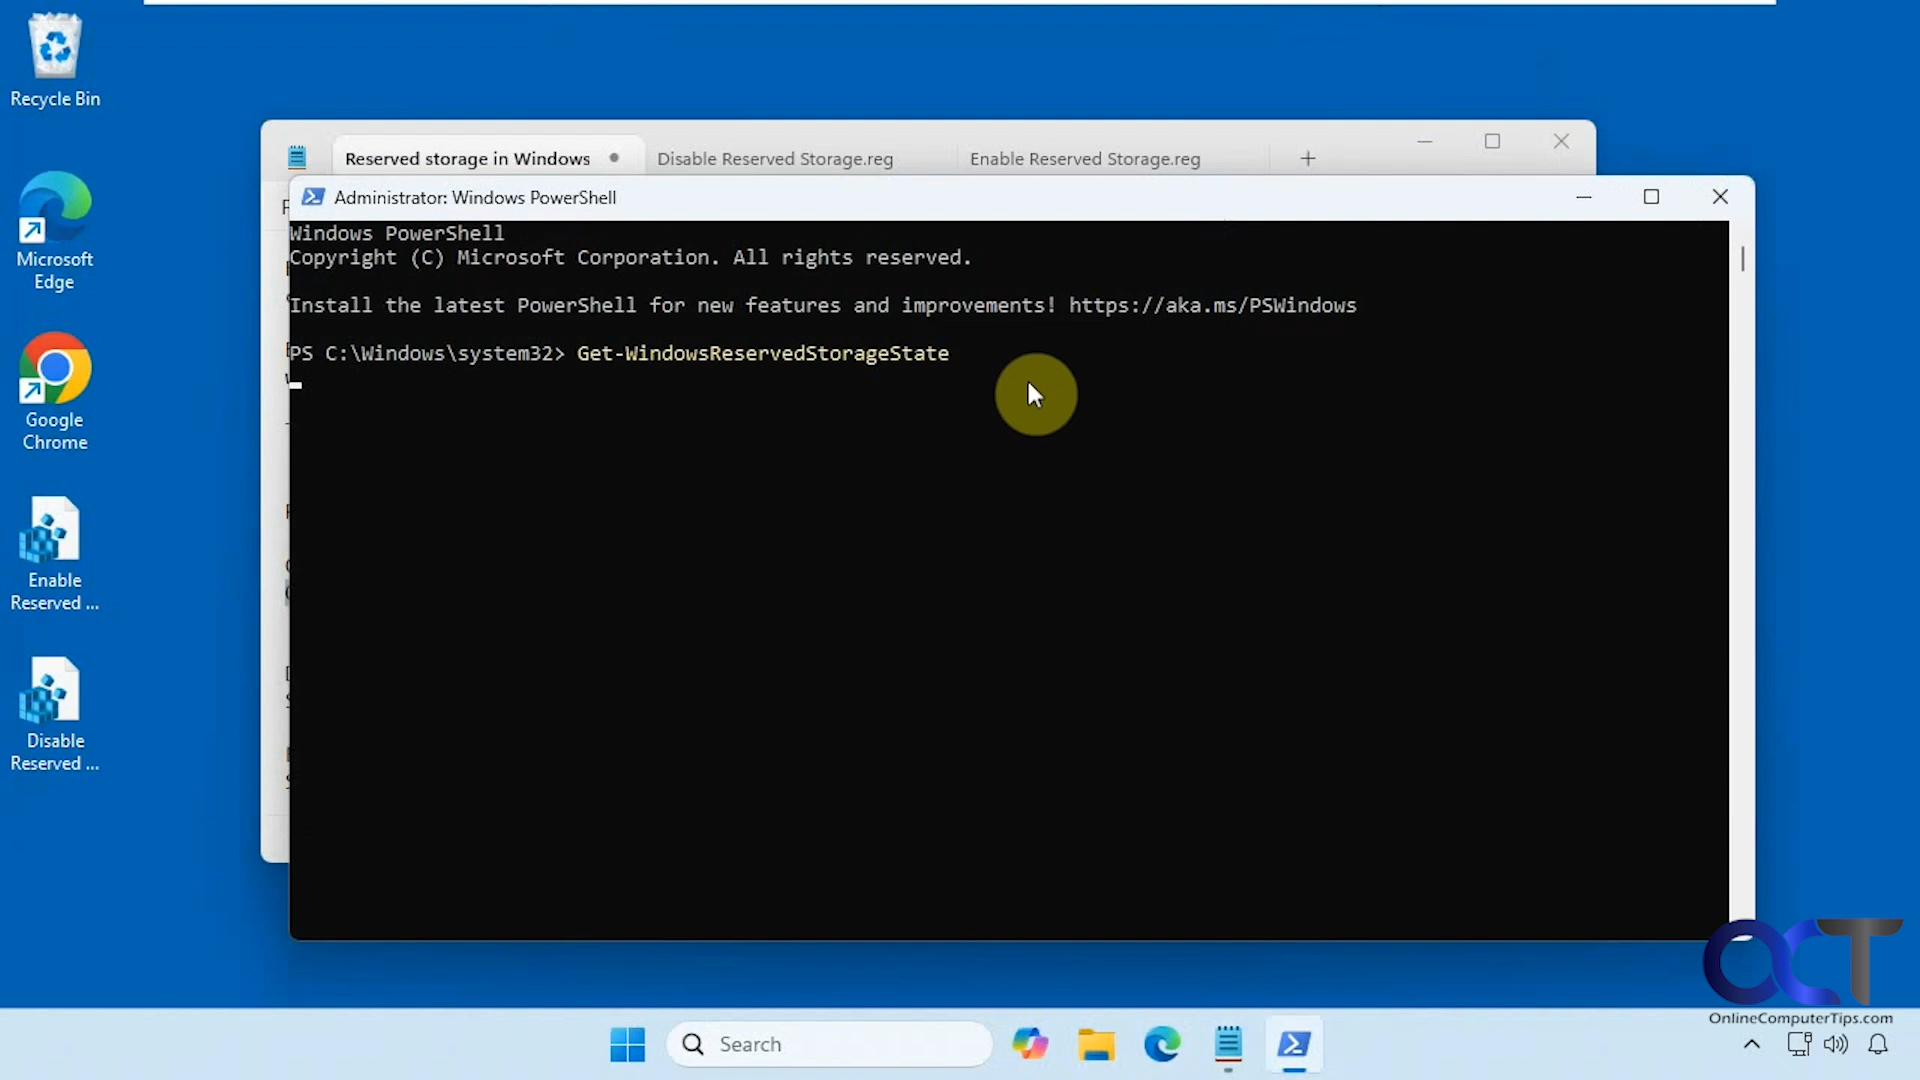 Recycle Bin
Microsoft
Edge
Google
Chrome
Enable
Reserved ...
Disable
Reserved ...
Reserved storage in Windows
Disable Reserved Storage.reg
Enable Reserved Storage.reg
Administrator: Windows PowerShell
Windows PowerShell
Copyright (C) Microsoft Corporation. All rights reserved.
Install the latest PowerShell for new features and improvements! https://aka.ms/PSWindows
PS C:\Windows\system32> Get-WindowsReservedStorageState
OCT
OnlineComputerTips.com
Search